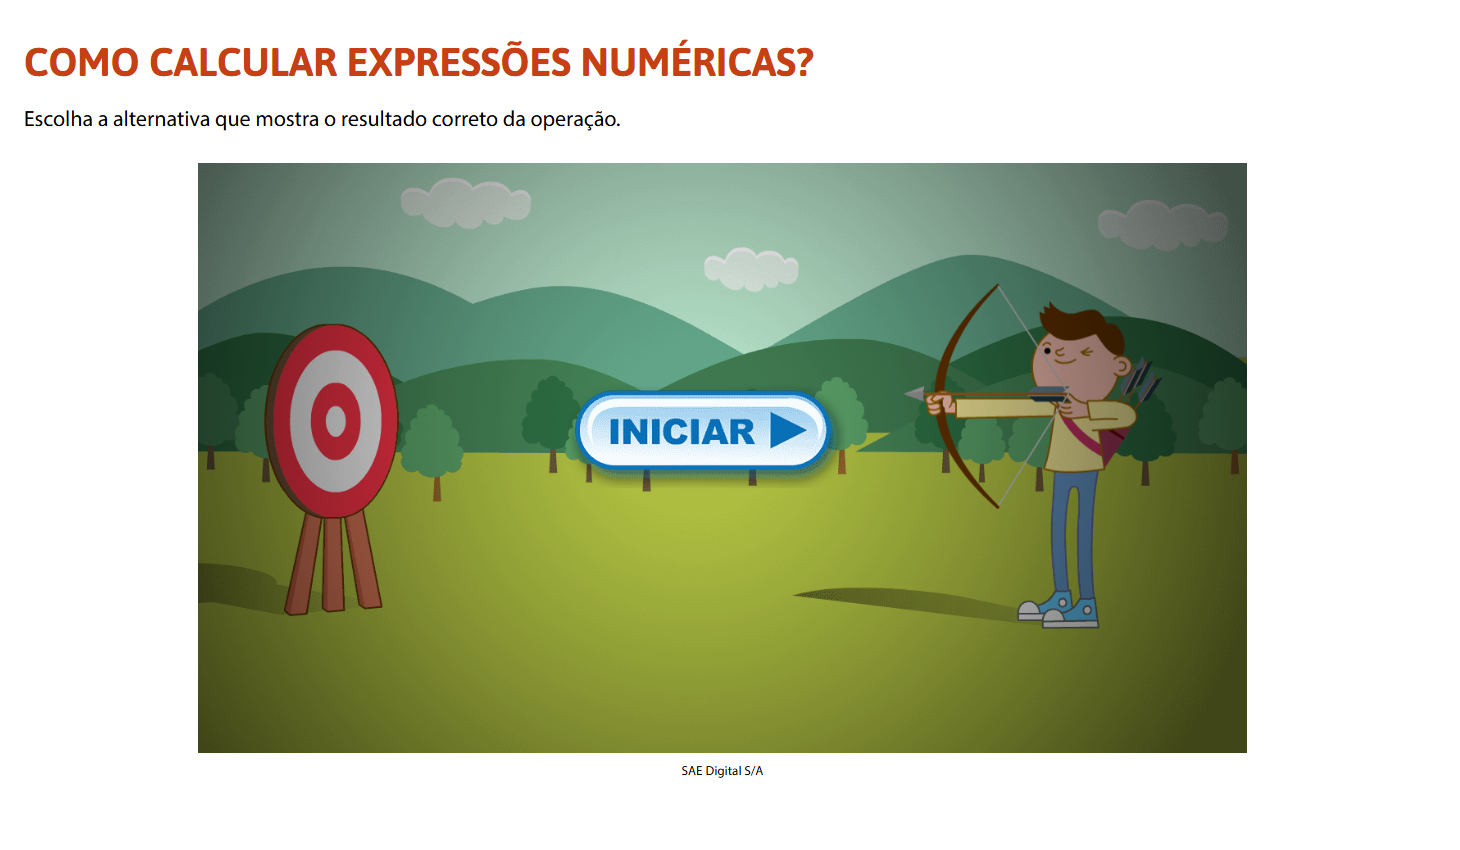 COMO CALCULAR EXPRESSÕES NUMÉRICAS?
Escolha a alternativa que mostra o resultado correto da operação.
INICIAR
SAE Digital S/A